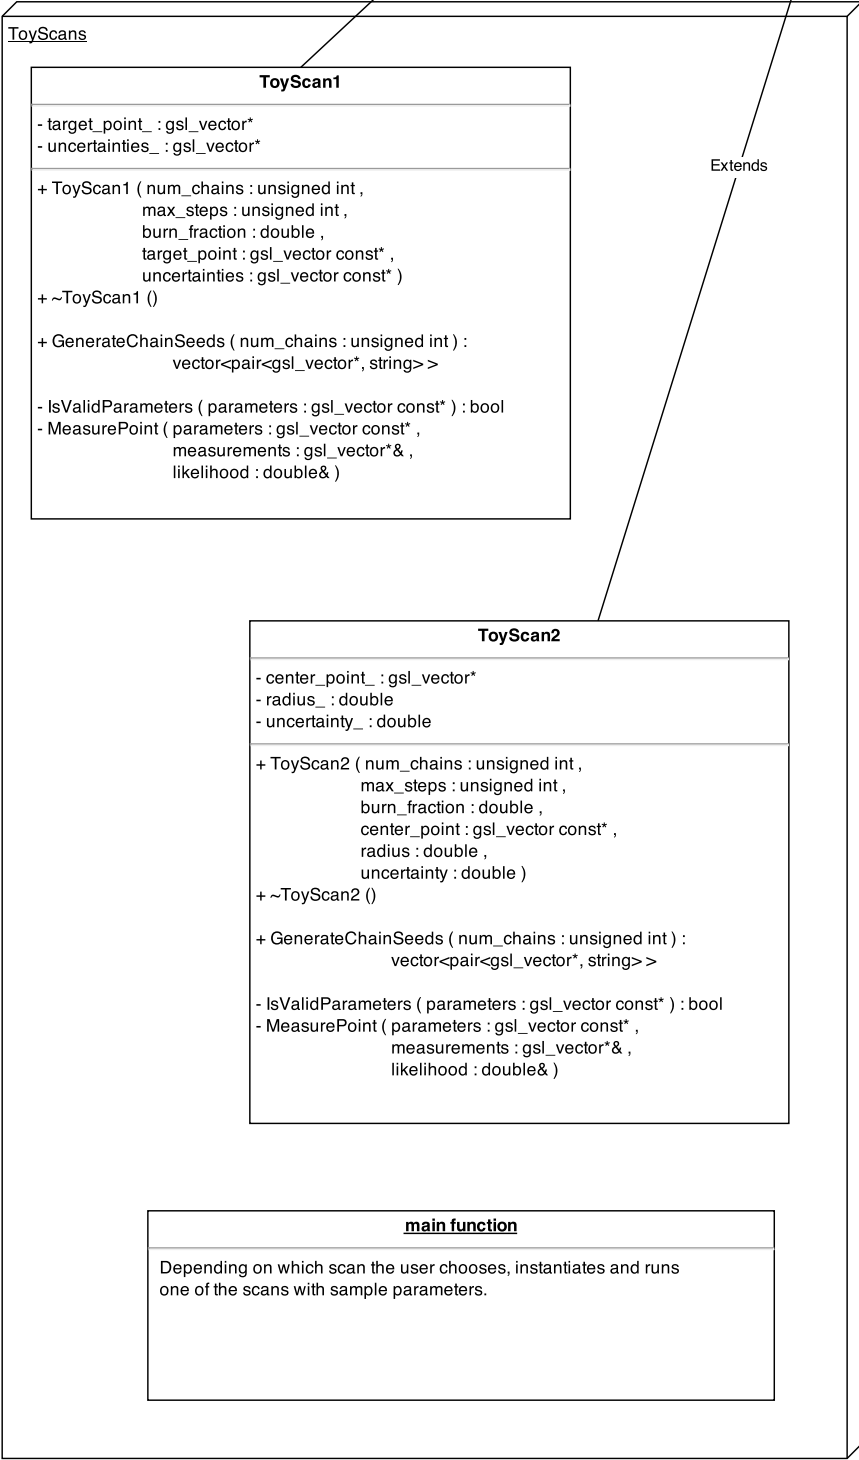 ToyScans
ToyScan1
- target_point_ : gsl_vector*
- uncertainties_ : gsl_vector*
+ ToyScan1 ( num_chains : unsigned int ,
max_steps : unsigned int ,
burn_fraction : double ,
target_point : gsl_vector const* ,
uncertainties : gsl_vector const* )
+ ~ToyScan1 ()
+ GenerateChainSeeds ( num_chains : unsigned int ) :
vector<pair<gsl_vector*, string> >
- IsValidParameters ( parameters : gsl_vector const* ) : bool
- MeasurePoint ( parameters : gsl_vector const* ,
measurements : gsl_vector*& ,
likelihood : double& )
Extends
ToyScan2
- center_point_ : gsl_vector*
- radius_ : double
- uncertainty_ : double
+ ToyScan2 ( num_chains : unsigned int ,
max_steps : unsigned int ,
burn_fraction : double ,
center_point : gsl_vector const* ,
radius : double ,
uncertainty : double )
+ ~ToyScan2 ()
+ GenerateChainSeeds ( num_chains : unsigned int ) :
vector<pair<gsl_vector*, string> >
- IsValidParameters ( parameters : gsl_vector const* ) : bool
- MeasurePoint ( parameters : gsl_vector const* ,
measurements : gsl_vector*& ,
likelihood : double& )
main function
Depending on which scan the user chooses, instantiates and runs
one of the scans with sample parameters.